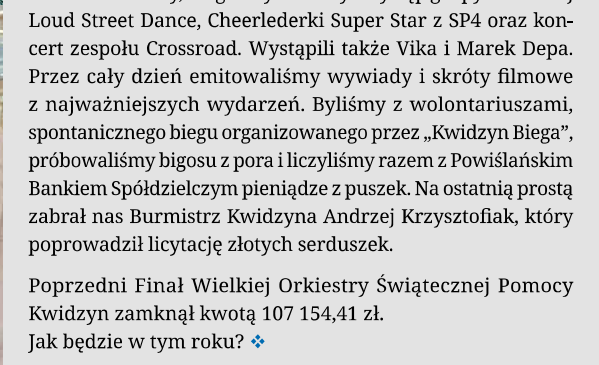 Loud Street Dance, Cheerlederki Super Star z SP4 oraz kon-
cert zespołu Crossroad. Wystąpili także Vika i Marek Depa.
Przez cały dzień emitowaliśmy wywiady i skróty filmowe
z najważniejszych wydarzeń. Byliśmy z wolontariuszami,
spontanicznego biegu organizowanego przez „Kwidzyn Biega”,
próbowaliśmy bigosu z pora i liczyliśmy razem z Powiślańskim
Bankiem Spółdzielczym pieniądze z puszek. Na ostatnią prostą
zabrał nas Burmistrz Kwidzyna Andrzej Krzysztofiak, który
poprowadził licytację złotych serduszek.
Poprzedni Finał Wielkiej Orkiestry Świątecznej Pomocy
Kwidzyn zamknął kwotą 107 154,41 zł.
Jak będzie w tym roku?